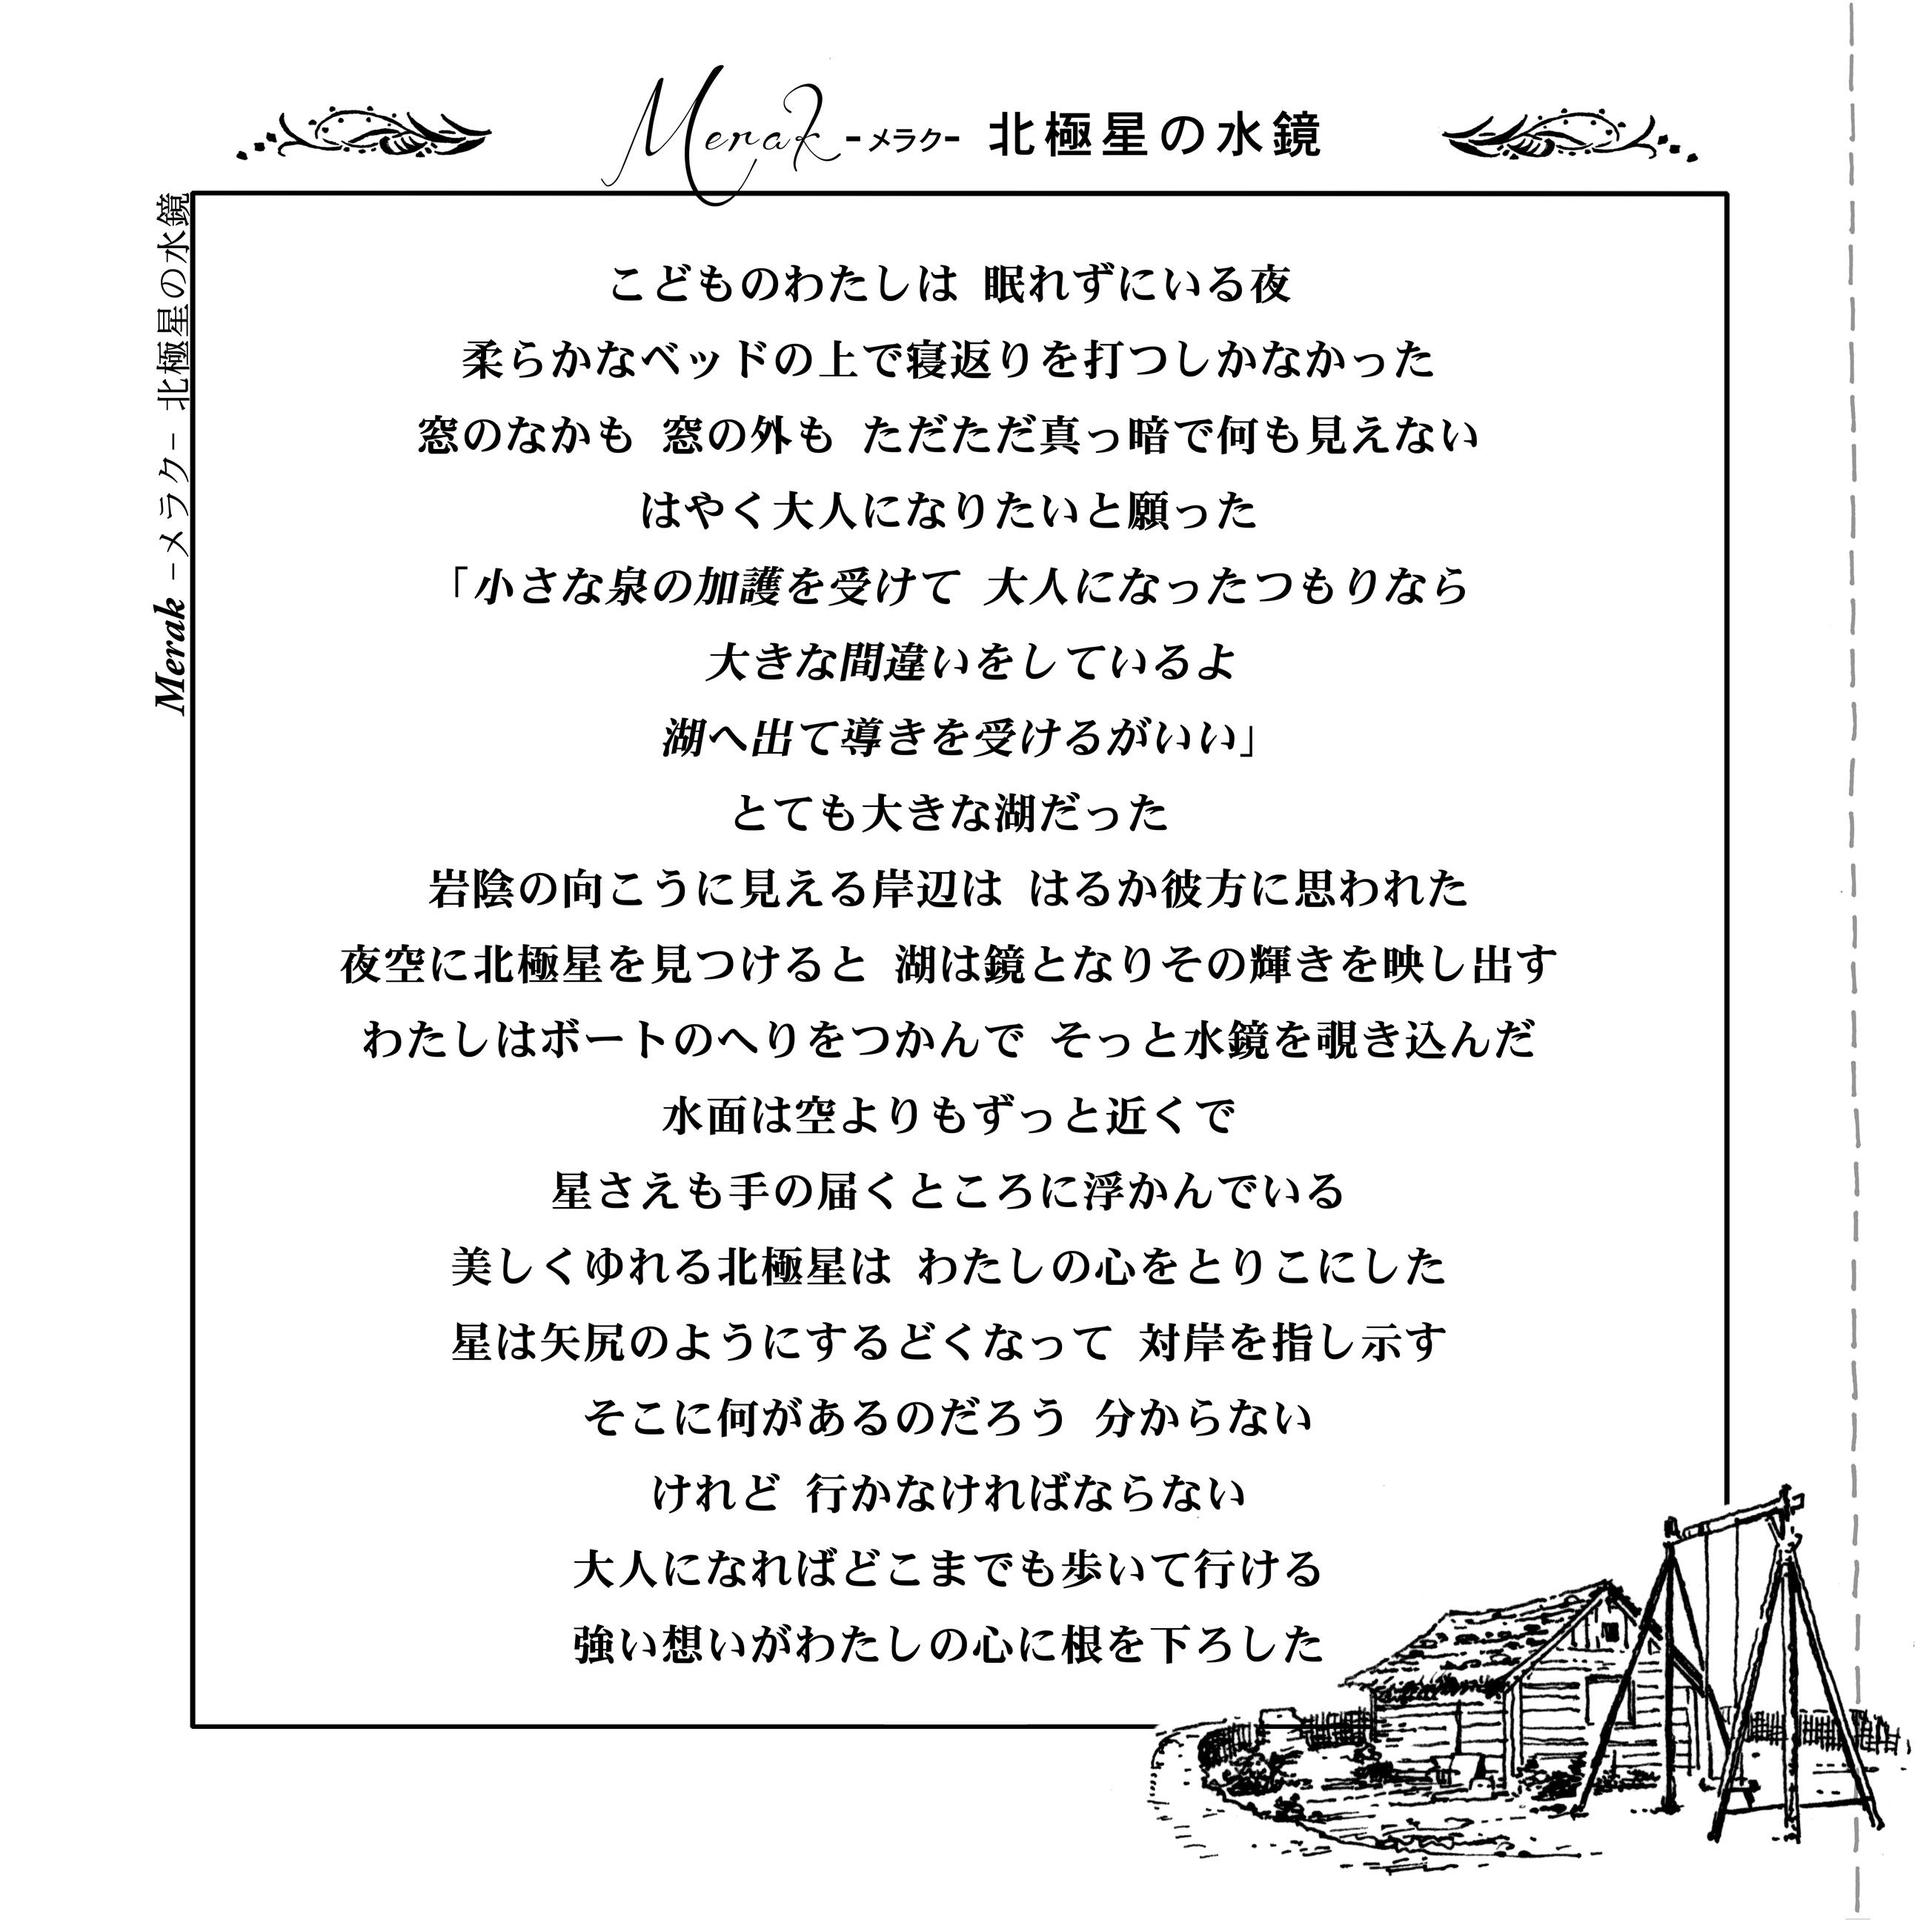 Merak -メラク- 北極星の水鏡
Merak -メラク- 北極星の水鏡
こどものわたしは 眠れずにいる夜
柔らかなベッドの上で寝返りを打つしかなかった
窓のなかも 窓の外も ただただ真っ暗で何も見えない
はやく大人になりたいと願った
「小さな泉の加護を受けて 大人になったつもりなら
大きな間違いをしているよ
湖へ出て導きを受けるがいい」
とても大きな湖だった
岩陰の向こうに見える岸辺は はるか彼方に思われた
夜空に北極星を見つけると 湖は鏡となりその輝きを映し出す
わたしはボートのへりをつかんで そっと水鏡を覗き込んだ
水面は空よりもずっと近くで
星さえも手の届くところに浮かんでいる
美しくゆれる北極星は わたしの心をとりこにした
星は矢尻のようにするどくなって 対岸を指し示す
そこに何があるのだろう 分からない
けれど 行かなければならない
大人になればどこまでも歩いて行ける
強い想いがわたしの心に根を下ろした